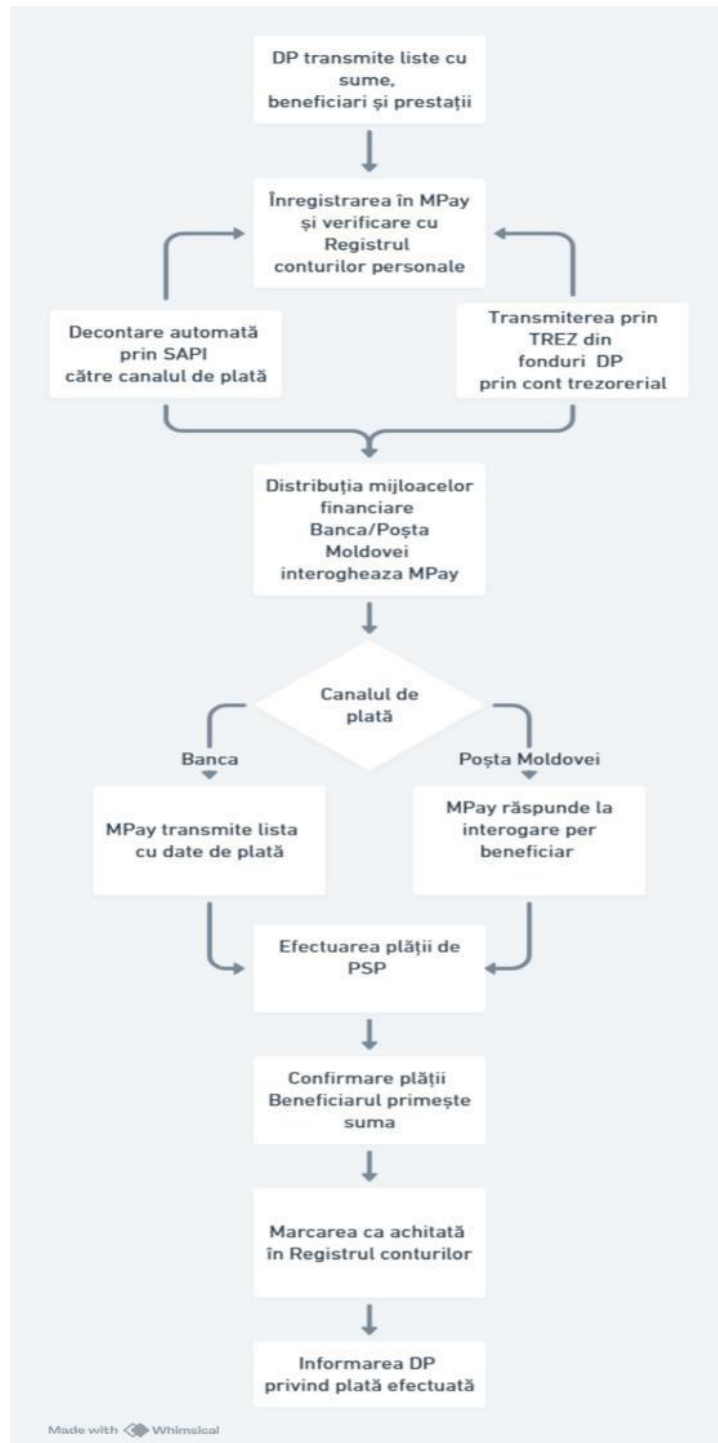 DP transmite liste cu
sume,
beneficiari și prestații
Înregistrarea în MPay
și verificare cu
Registrul
conturilor personale
Decontare automată
prin SAPI
către canalul de plată
Transmiterea prin
TREZ din
fonduri DP
prin cont trezorerial
Distribuția mijloacelor
financiare
Banca/Poșta
Moldovei
interogheaza MPay
Canalul de
plată
Banca
Poșta Moldovei
MPay transmite lista
cu date de plată
MPay răspunde la
interogare per
beneficiar
Efectuarea plății de
PSP
Confirmare plății
Beneficiarul primește
suma
Marcarea ca achitată
în Registrul conturilor
Informarea DP
privind plată efectuată
Made with Whimsical